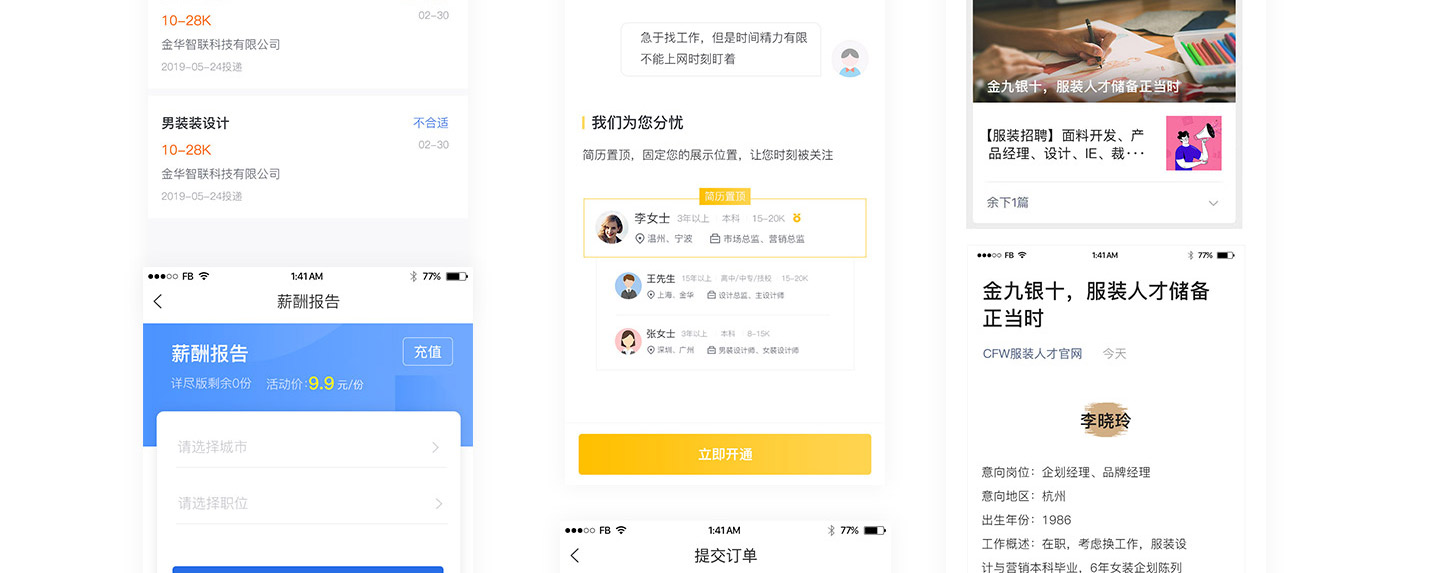 10-28K
02-30
金华智联科技有限公司
2019-05-24投递
男装装设计
不合适
10-28K
02-30
金华智联科技有限公司
2019-05-24投递
FB
1:41 AM
77%
薪酬报告
薪酬报告
充值
详尽版剩余0份 活动价:9.9 元/份
请选择城市
请选择职位
急于找工作，但是时间精力有限
不能上网时刻盯着
我们为您分忧
简历置顶，固定您的展示位置，让您时刻被关注
简历置顶
李女士 3年以上 本科 15-20K
温州、宁波 市场总监、营销总监
王先生 15年以上 高中/中专/技校 15-20K
上海、金华 设计总监、主设计师
张女士 3年以上 本科 8-15K
深圳、广州 男装设计师、女装设计师
立即开通
FB
1:41 AM
77%
提交订单
金九银十，服装人才储备正当时
【服装招聘】面料开发、产
品经理、设计、IE、裁···
余下1篇
FB
1:41 AM
77%
金九银十，服装人才储备
正当时
CFW服装人才官网 今天
李晓玲
意向岗位：企划经理、品牌经理
意向地区：杭州
出生年份：1986
工作概述：在职，考虑换工作，服装设
计与营销本科毕业，6年女装企划陈列